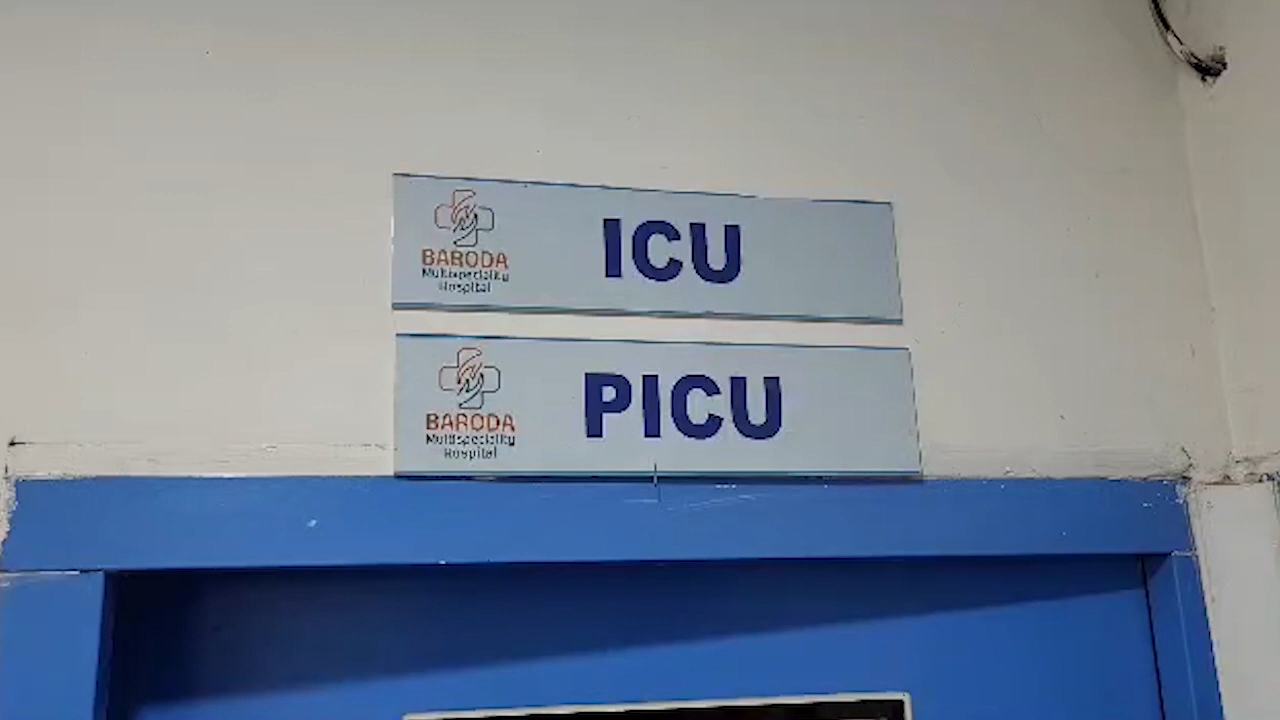 BARODA
Multispeciality
Hospital
ICU
BARODA
Multispeciality
Hospital
PICU